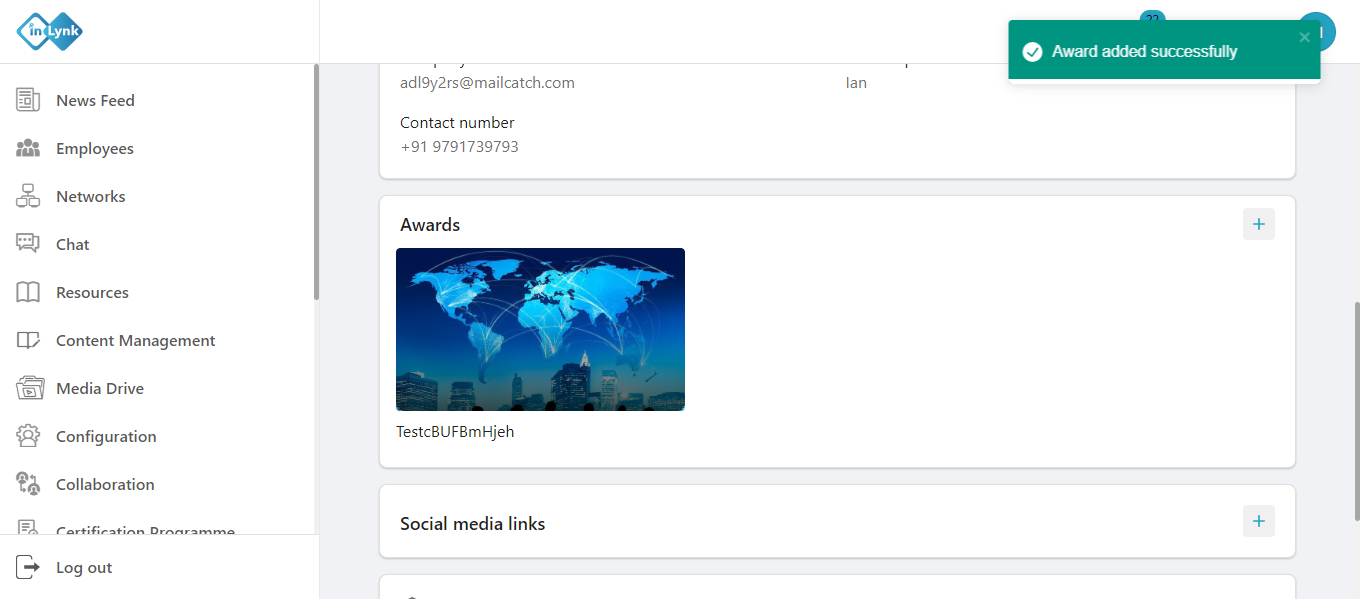 inLynk
22
Award added successfully
News Feed
Employees
Networks
Chat
Resources
Content Management
Media Drive
Configuration
Collaboration
Certification Programme
Log out
adl9y2rs@mailcatch.com
Ian
Contact number
+91 9791739793
Awards
TestcBUFBmHjeh
Social media links